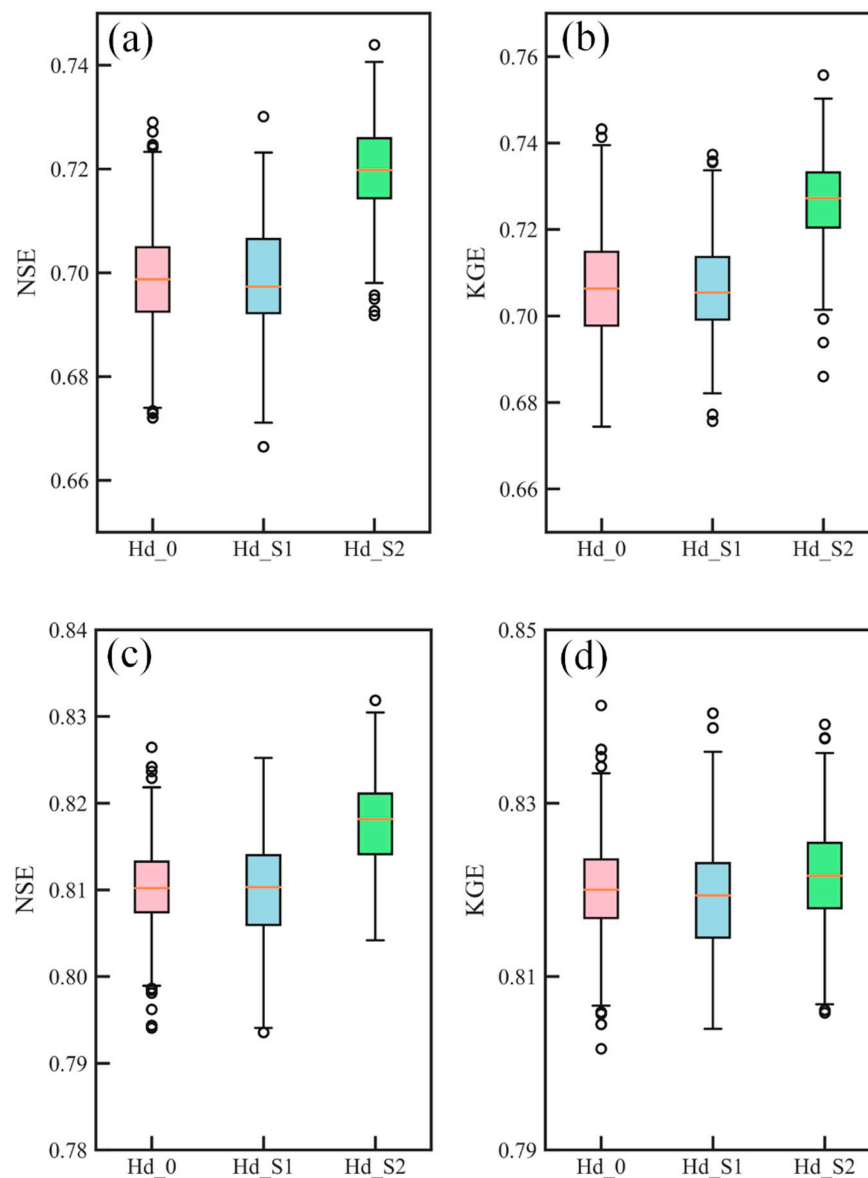 (a)
NSE
0.74
0.72
0.70
0.68
0.66
Hd_0 Hd_S1 Hd_S2
(b)
KGE
0.76
0.74
0.72
0.70
0.68
0.66
Hd_0 Hd_S1 Hd_S2
(c)
NSE
0.84
0.83
0.82
0.81
0.80
0.79
0.78
Hd_0 Hd_S1 Hd_S2
(d)
KGE
0.85
0.83
0.81
0.79
Hd_0 Hd_S1 Hd_S2